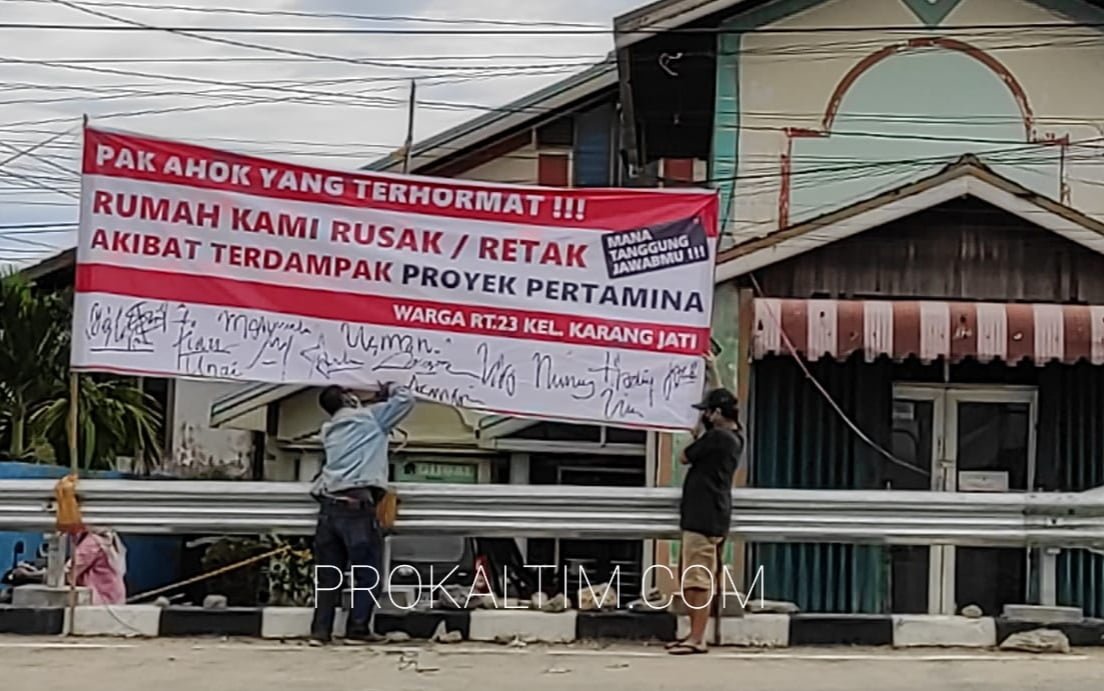 PAK AHOK YANG TERHORMAT !!!
RUMAH KAMI RUSAK / RETAK
AKIBAT TERDAMPAK PROYEK PERTAMINA
MANA
TANGGUNG
JAWABMU !!!
WARGA RT.23 KEL. KARANG JATI
Usman
PROKALTIM.COM